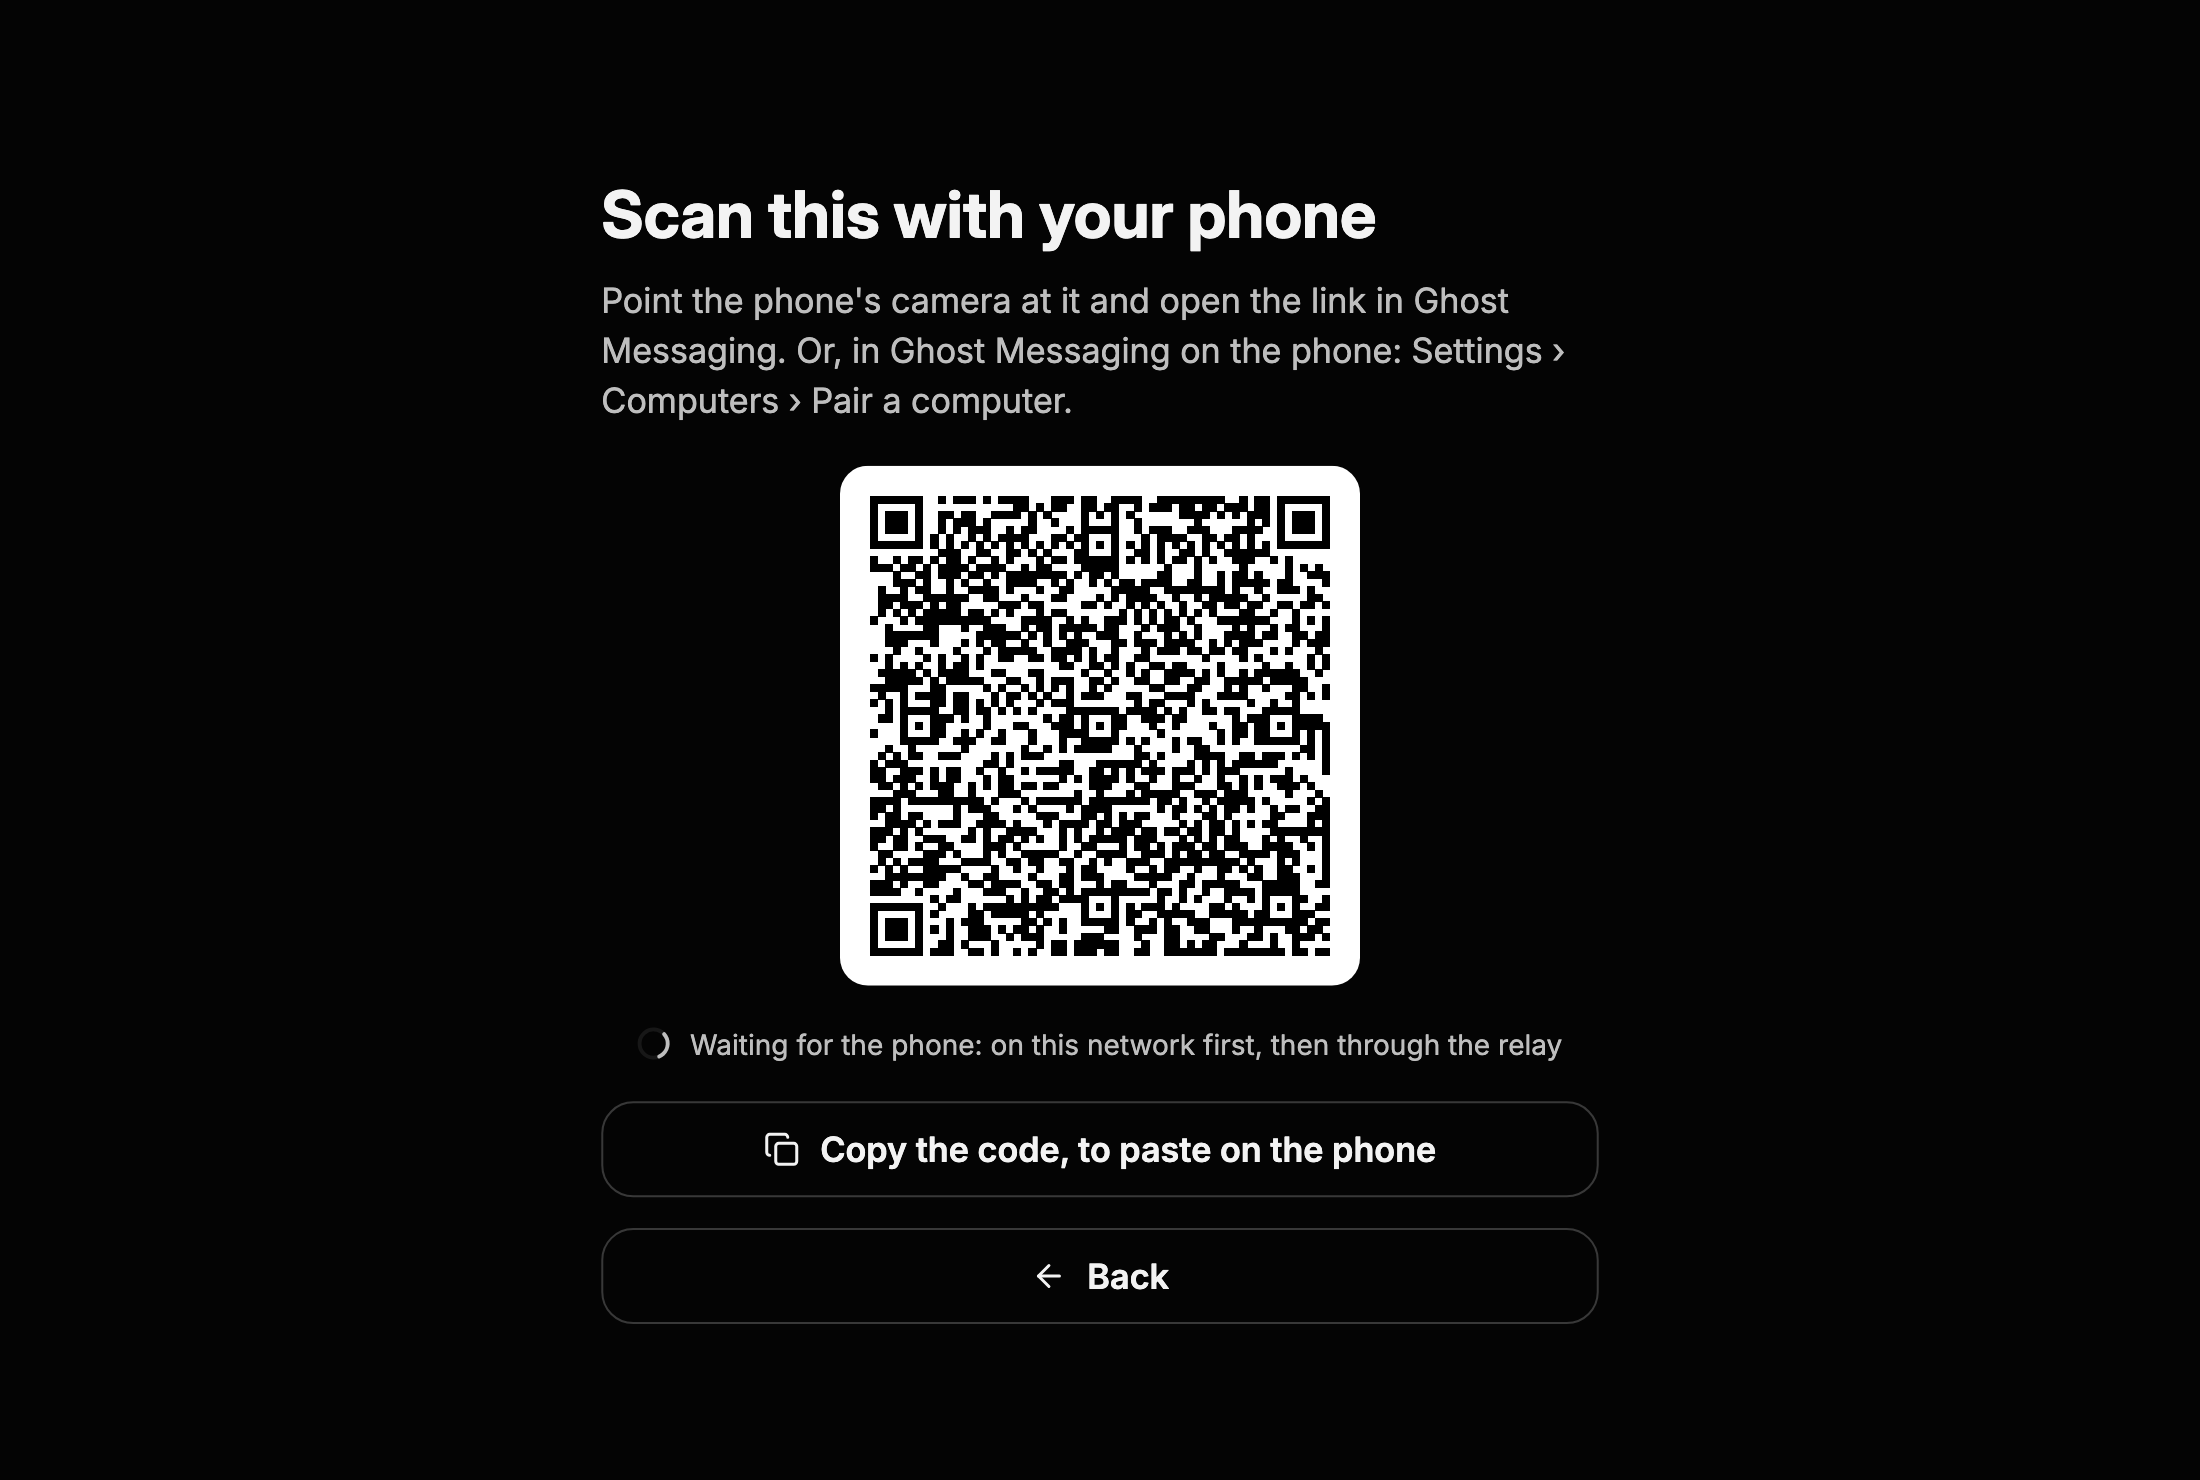 Scan this with your phone
Point the phone's camera at it and open the link in Ghost
Messaging. Or, in Ghost Messaging on the phone: Settings ›
Computers › Pair a computer.
Waiting for the phone: on this network first, then through the relay
Copy the code, to paste on the phone
Back